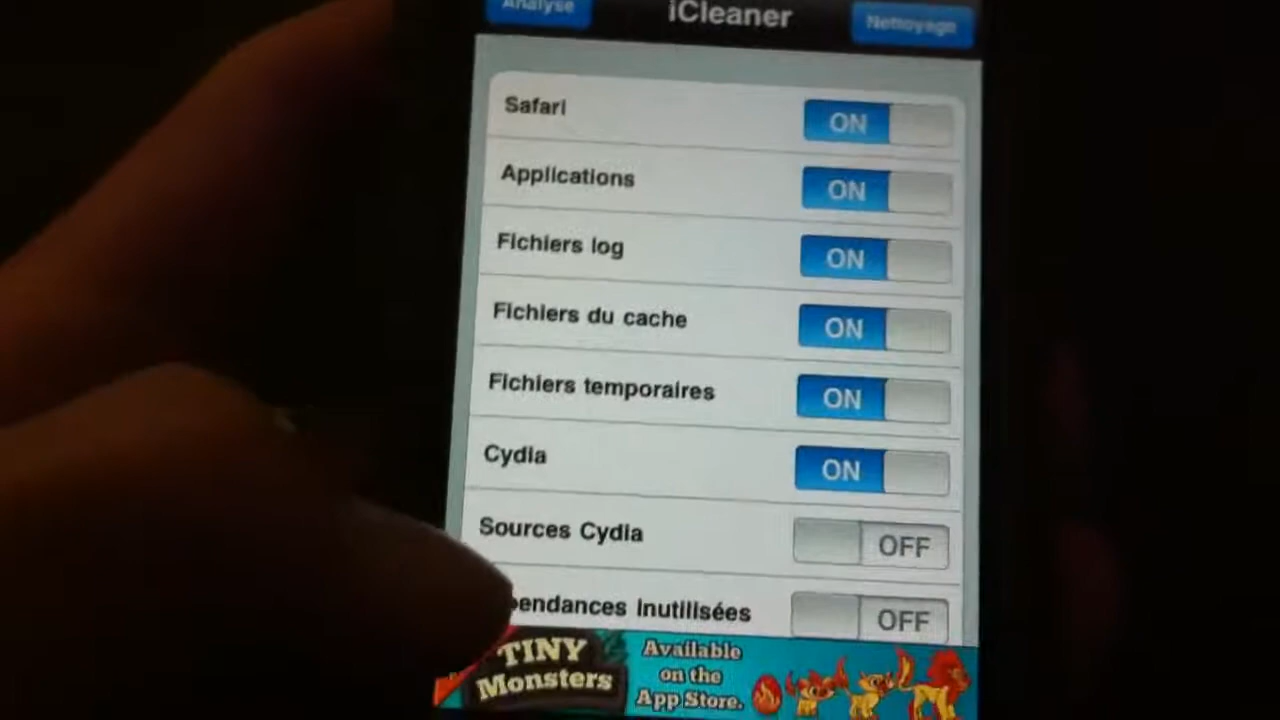 Analyse iCleaner Nettoyage
Safari ON
Applications ON
Fichiers log ON
Fichiers du cache ON
Fichiers temporaires ON
Cydia ON
Sources Cydia OFF
pendances inutilisées OFF
TINY Monsters
Available
on the
App Store.